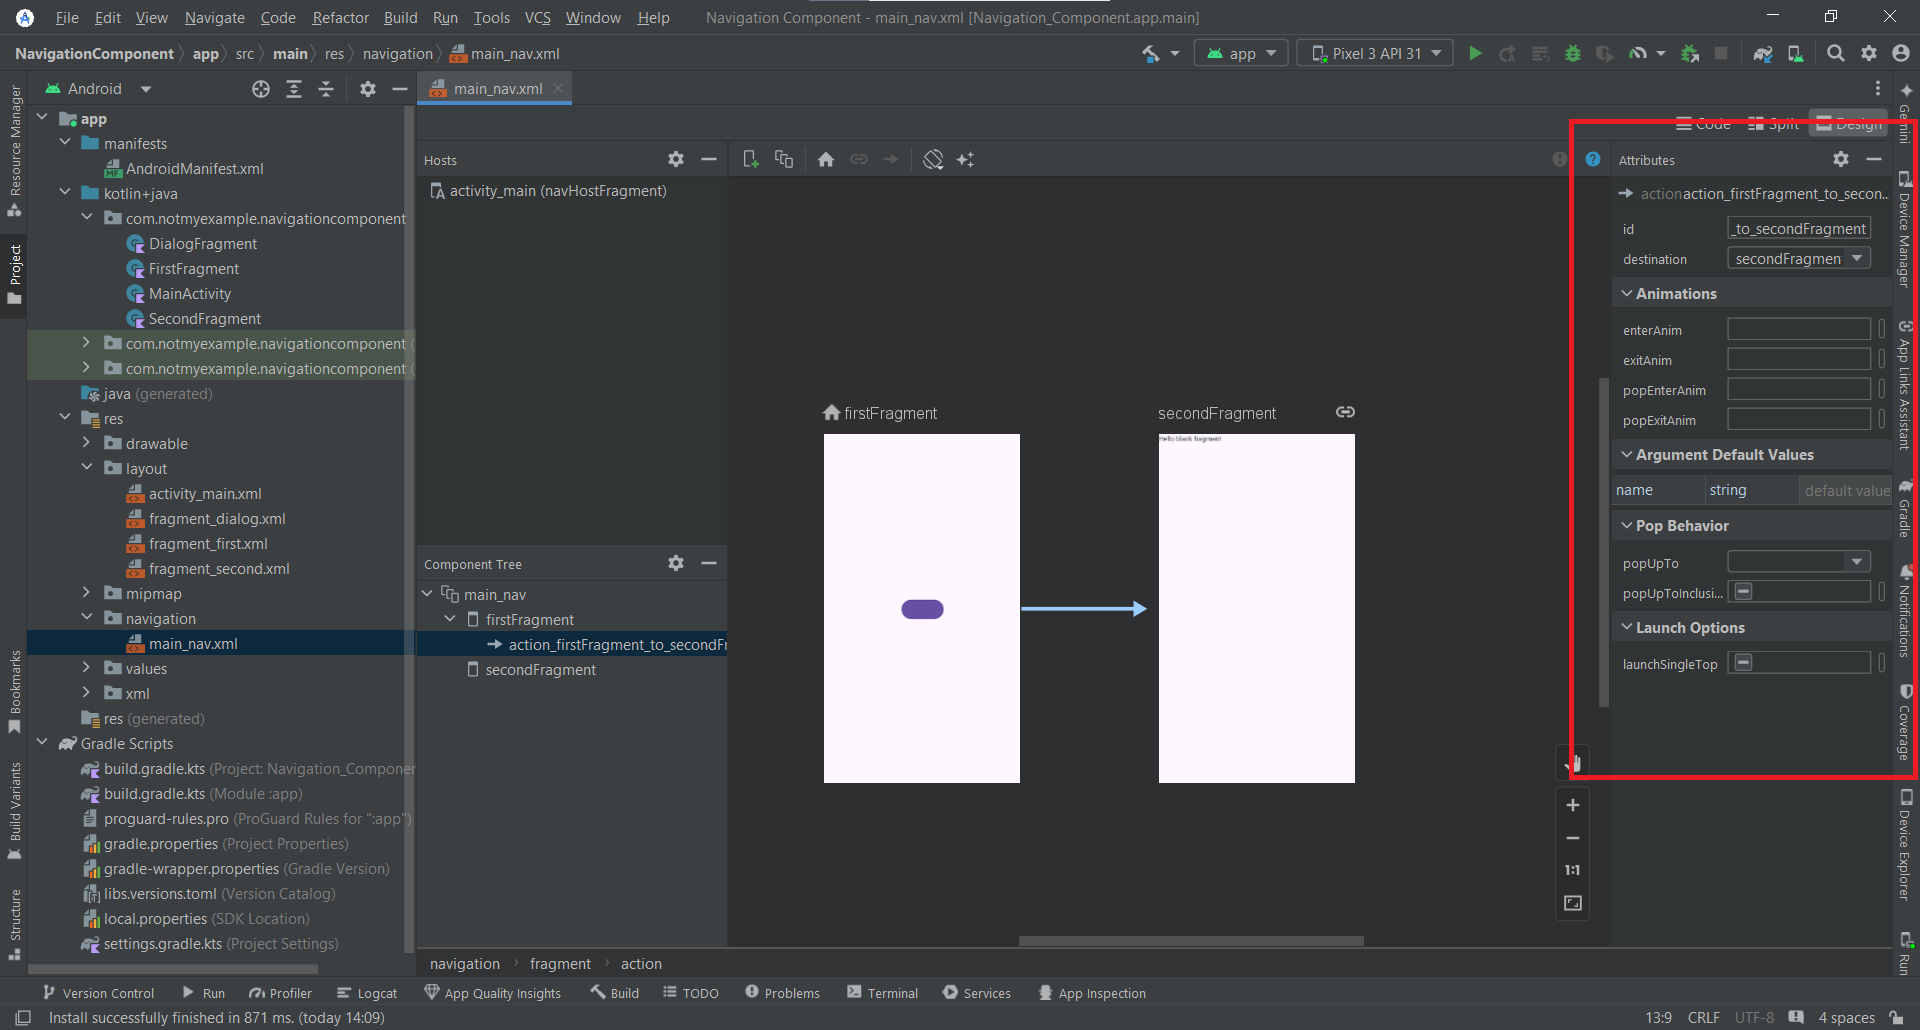 File Edit View Navigate Code Refactor Build Run Tools VCS Window Help Navigation Component - main_nav.xml [Navigation_Component.app.main]
NavigationComponent app src main res navigation main_nav.xml app Pixel 3 API 31
Android
main_nav.xml
Code Split Design
Resource Manager
Project
Bookmarks
Build Variants
Structure
app
manifests
AndroidManifest.xml
kotlin+java
com.notmyexample.navigationcomponent
DialogFragment
FirstFragment
MainActivity
SecondFragment
com.notmyexample.navigationcomponent (
com.notmyexample.navigationcomponent (
java (generated)
res
drawable
layout
activity_main.xml
fragment_dialog.xml
fragment_first.xml
fragment_second.xml
mipmap
navigation
main_nav.xml
values
xml
res (generated)
Gradle Scripts
build.gradle.kts (Project: Navigation_Componen
build.gradle.kts (Module :app)
proguard-rules.pro (ProGuard Rules for ":app")
gradle.properties (Project Properties)
gradle-wrapper.properties (Gradle Version)
libs.versions.toml (Version Catalog)
local.properties (SDK Location)
settings.gradle.kts (Project Settings)
Hosts
activity_main (navHostFragment)
Component Tree
main_nav
firstFragment
action_firstFragment_to_secondFr
secondFragment
firstFragment
secondFragment
Hello blank fragment
1:1
Attributes
action action_firstFragment_to_secon...
id _to_secondFragment
destination secondFragmen
Animations
enterAnim
exitAnim
popEnterAnim
popExitAnim
Argument Default Values
name string default value
Pop Behavior
popUpTo
popUpToInclusi...
Launch Options
launchSingleTop
Gemini
Device Manager
App Links Assistant
Gradle
Notifications
Coverage
Device Explorer
Run
navigation fragment action
Version Control Run Profiler Logcat App Quality Insights Build TODO Problems Terminal Services App Inspection
Install successfully finished in 871 ms. (today 14:09) 13:9 CRLF UTF-8 4 spaces